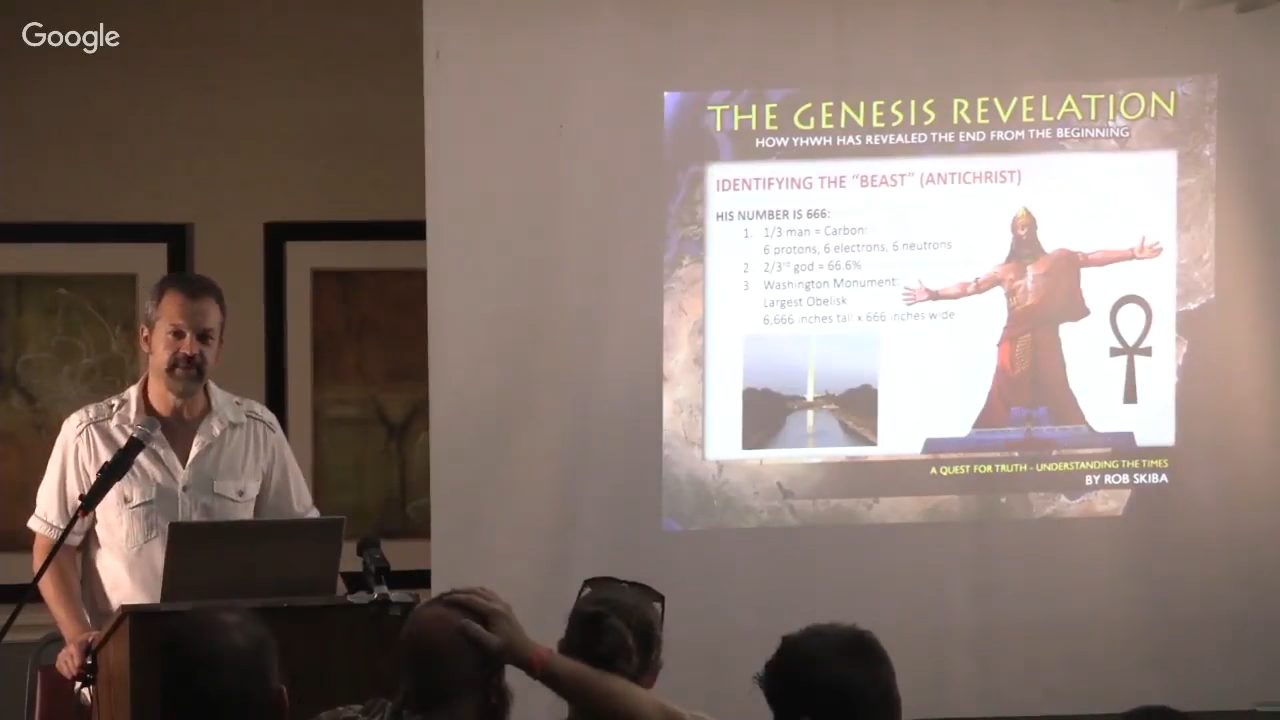 Google
THE GENESIS REVELATION
HOW YHWH HAS REVEALED THE END FROM THE BEGINNING
IDENTIFYING THE "BEAST" (ANTICHRIST)
HIS NUMBER IS 666:
1. 1/3 man = Carbon:
6 protons, 6 electrons, 6 neutrons
2 2/3rd god = 66.6%
3 Washington Monument:
Largest Obelisk
6,666 inches tall x 666 inches wide
A QUEST FOR TRUTH - UNDERSTANDING THE TIMES
BY ROB SKIBA